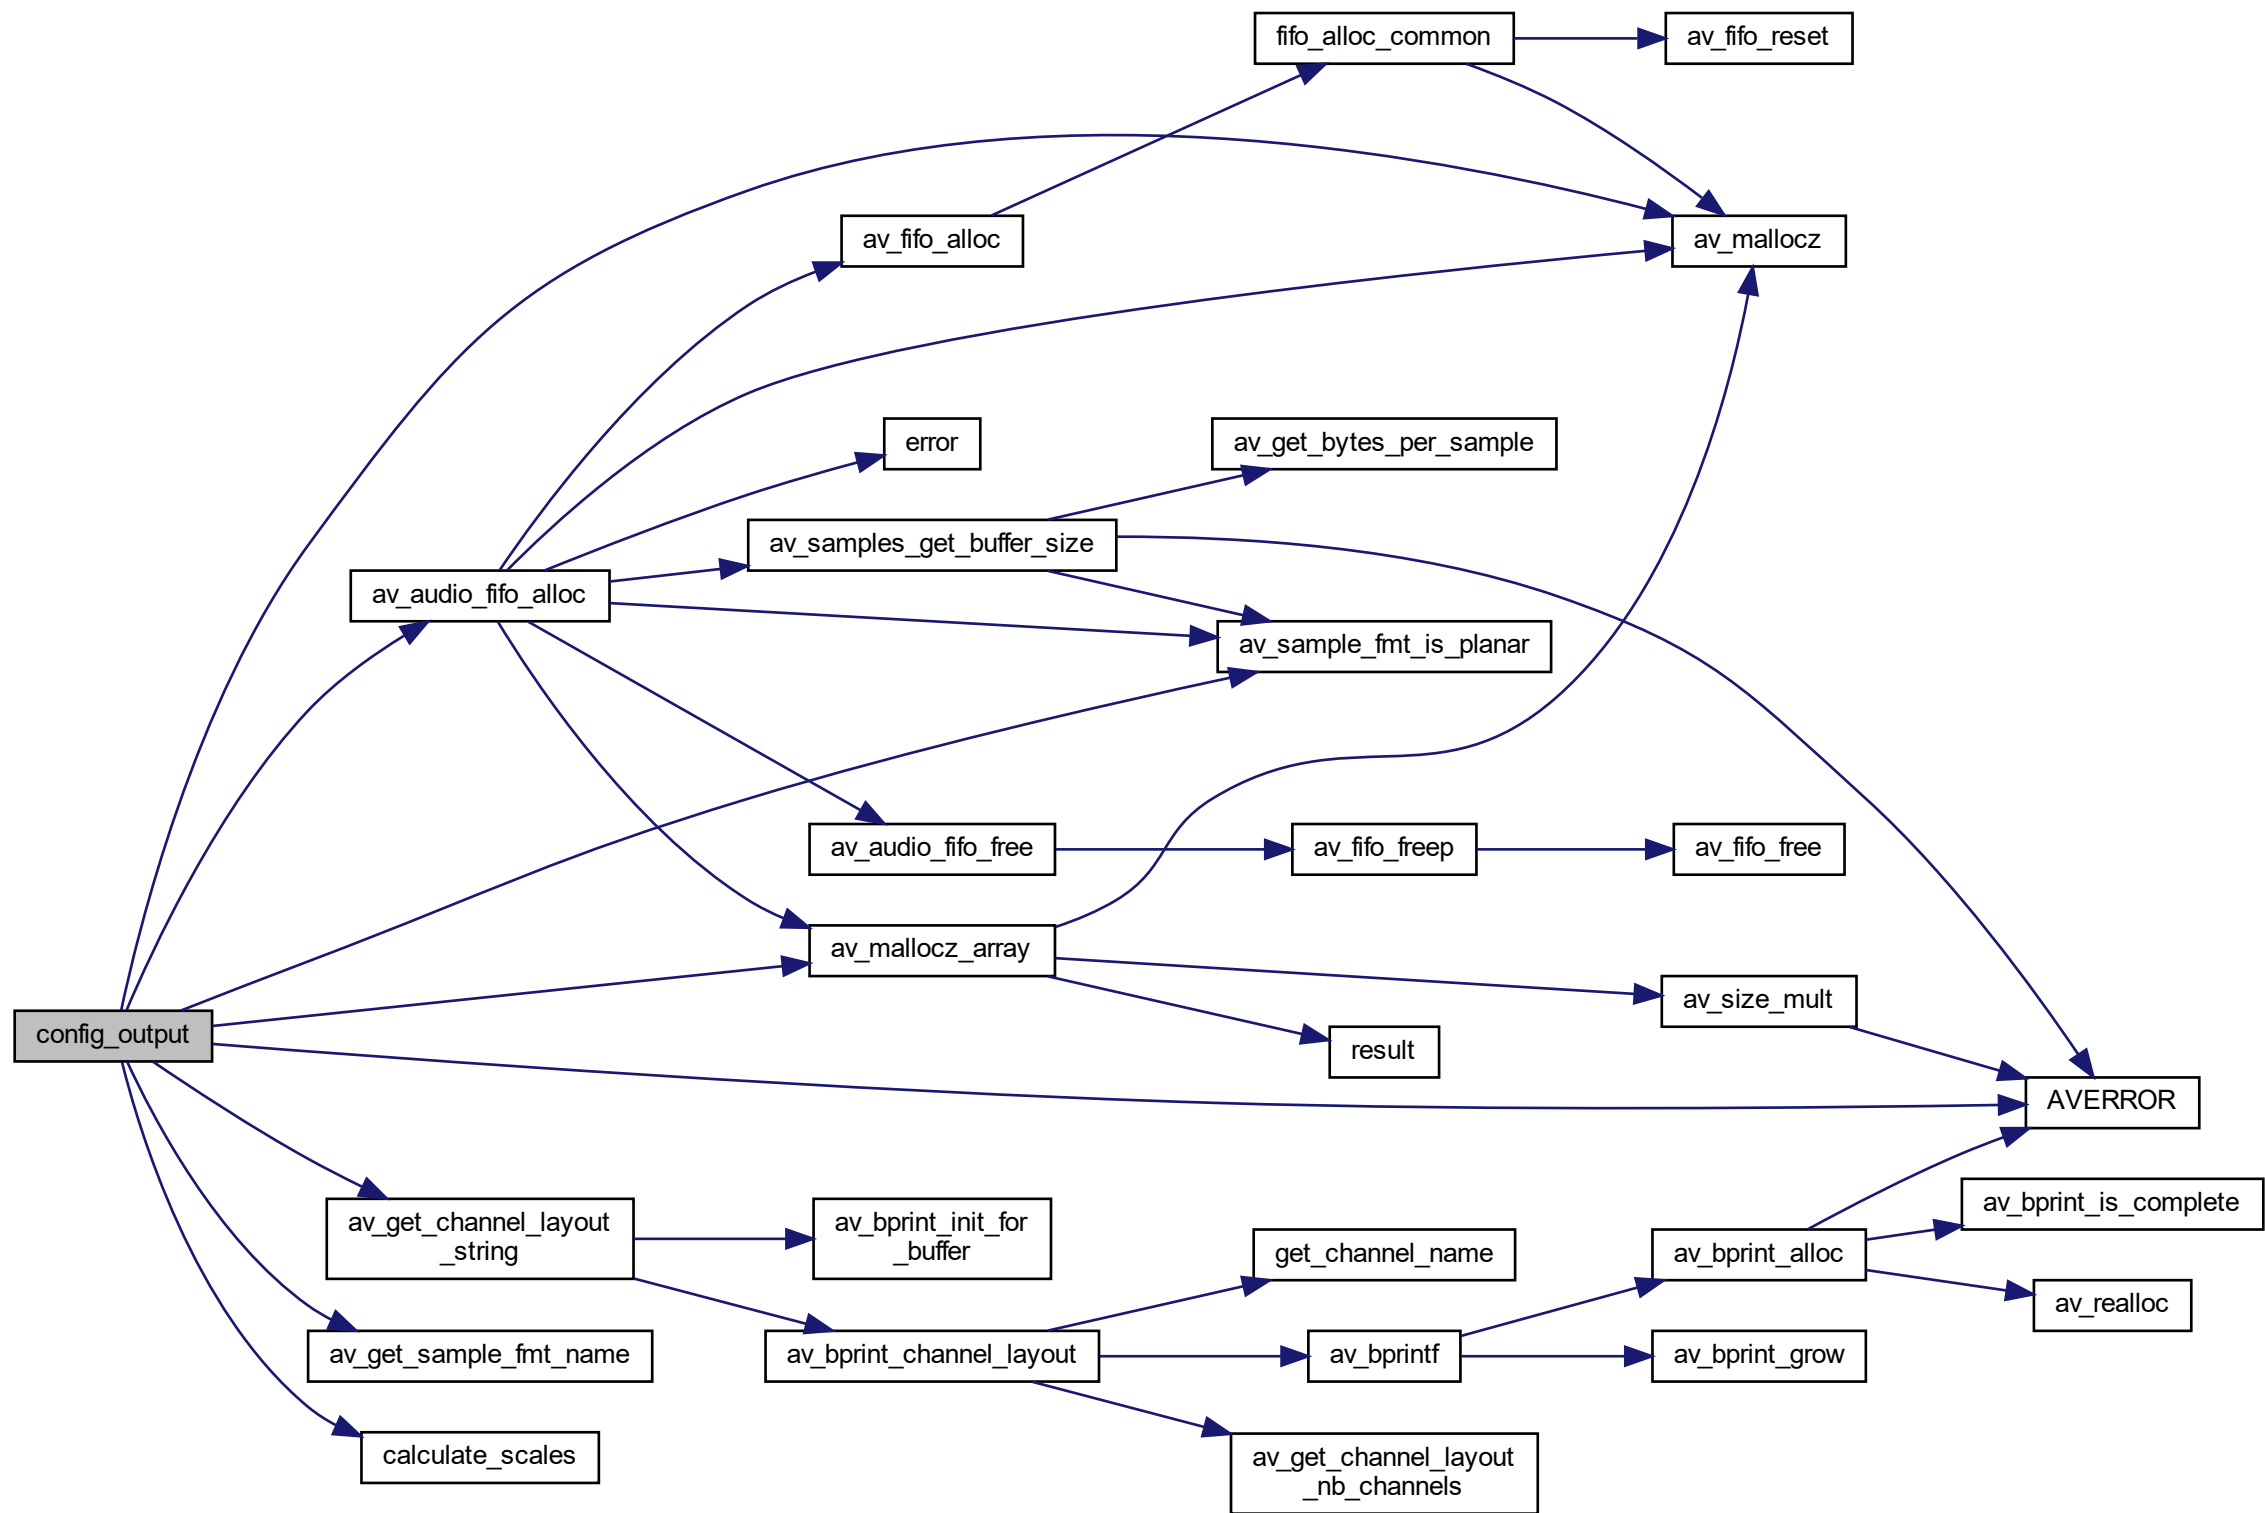 fifo_alloc_common
av_fifo_reset
av_fifo_alloc
av_mallocz
error
av_get_bytes_per_sample
av_samples_get_buffer_size
av_audio_fifo_alloc
av_sample_fmt_is_planar
av_audio_fifo_free
av_fifo_freep
av_fifo_free
av_mallocz_array
av_size_mult
config_output
result
AVERROR
av_get_channel_layout
_string
av_bprint_init_for
_buffer
get_channel_name
av_bprint_alloc
av_bprint_is_complete
av_realloc
av_get_sample_fmt_name
av_bprint_channel_layout
av_bprintf
av_bprint_grow
calculate_scales
av_get_channel_layout
_nb_channels